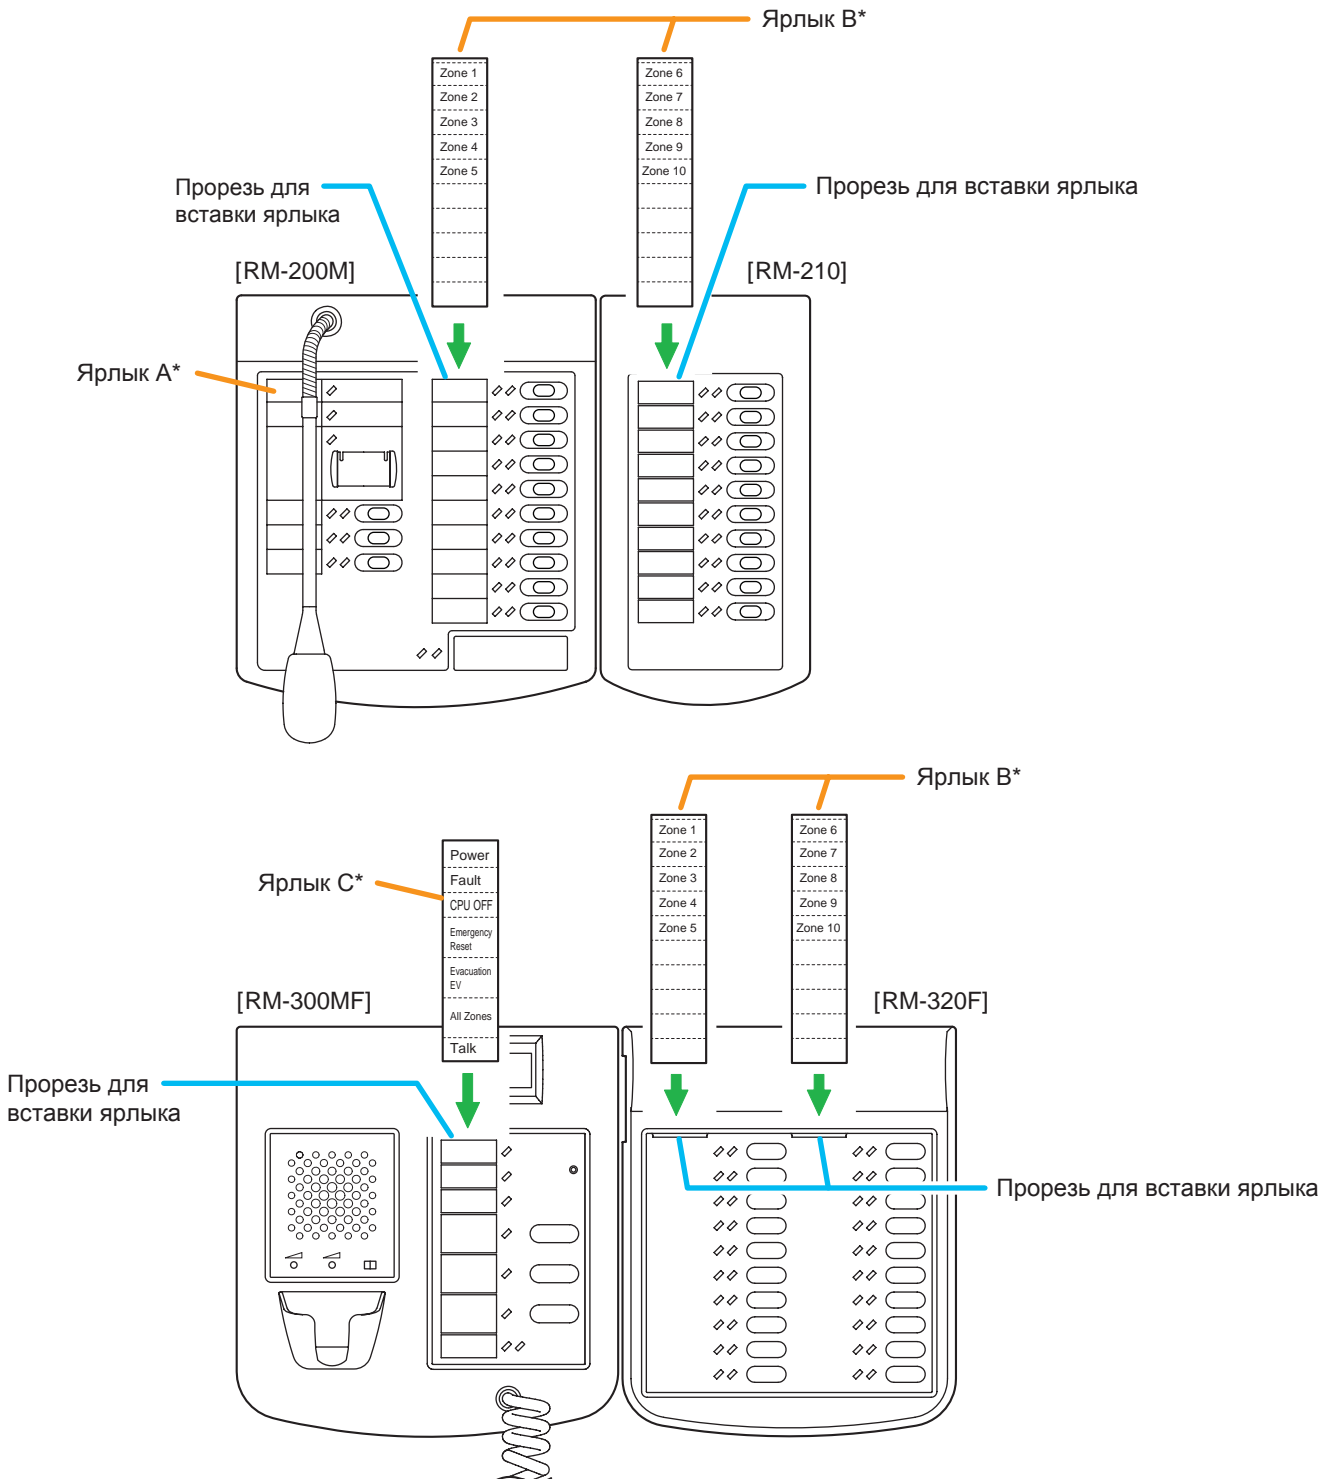 Ярлык B*
Zone 1
Zone 2
Zone 3
Zone 4
Zone 5
Zone 6
Zone 7
Zone 8
Zone 9
Zone 10
Прорезь для
вставки ярлыка
Прорезь для вставки ярлыка
[RM-200M]
[RM-210]
Ярлык A*
Ярлык B*
Zone 1
Zone 2
Zone 3
Zone 4
Zone 5
Zone 6
Zone 7
Zone 8
Zone 9
Zone 10
Ярлык C*
Power
Fault
CPU OFF
Emergency
Reset
Evacuation
EV
All Zones
Talk
[RM-300MF]
[RM-320F]
Прорезь для
вставки ярлыка
Прорезь для вставки ярлыка